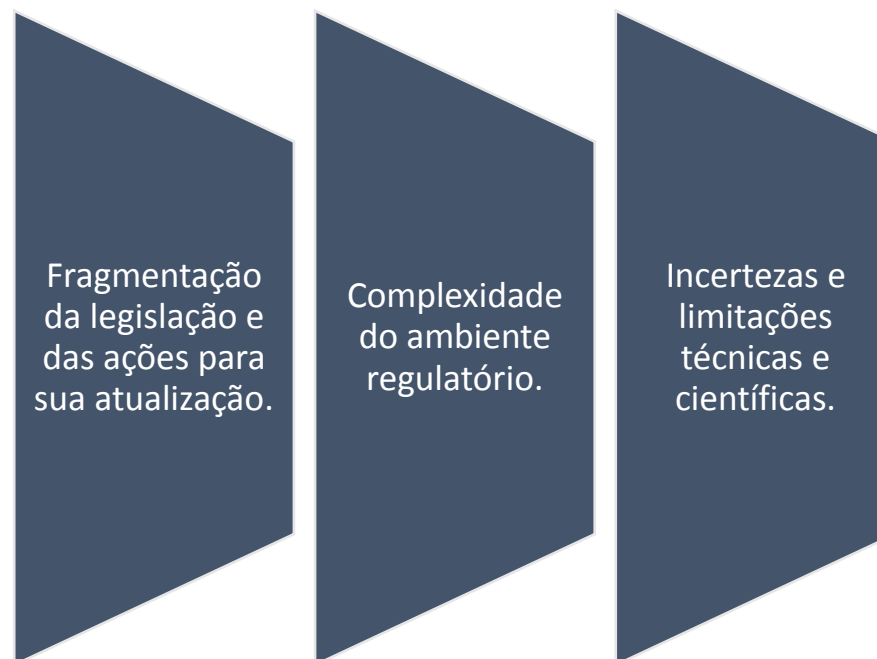 Fragmentação
da legislação e
das ações para
sua atualização.
Complexidade
do ambiente
regulatório.
Incertezas e
limitações
técnicas e
científicas.